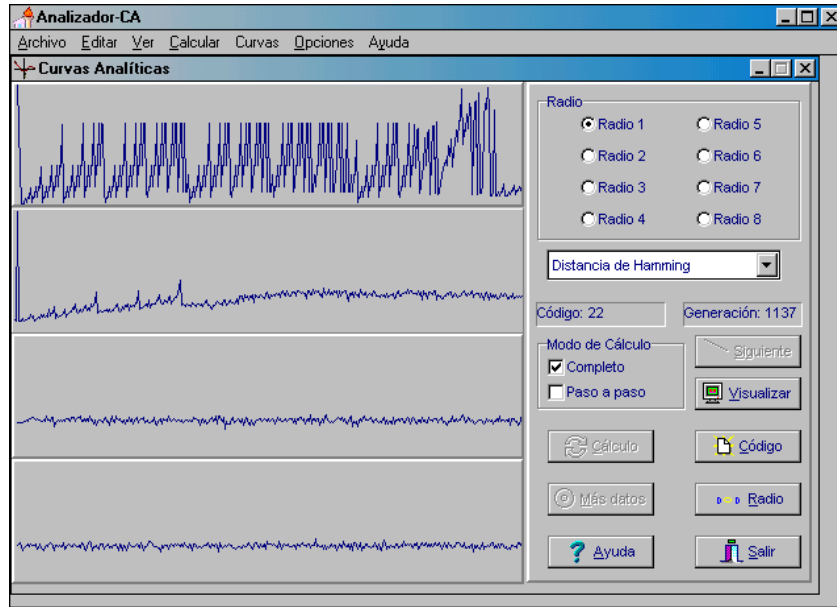 Analizador-CA
Archivo Editar Ver Calcular Curvas Opciones Ayuda
Curvas Analíticas
Radio
Radio 1 Radio 5
Radio 2 Radio 6
Radio 3 Radio 7
Radio 4 Radio 8
Distancia de Hamming
Código: 22 Generación: 1137
Modo de Cálculo
Completo
Paso a paso
Siguiente
Visualizar
Cálculo Código
Más datos Radio
Ayuda Salir